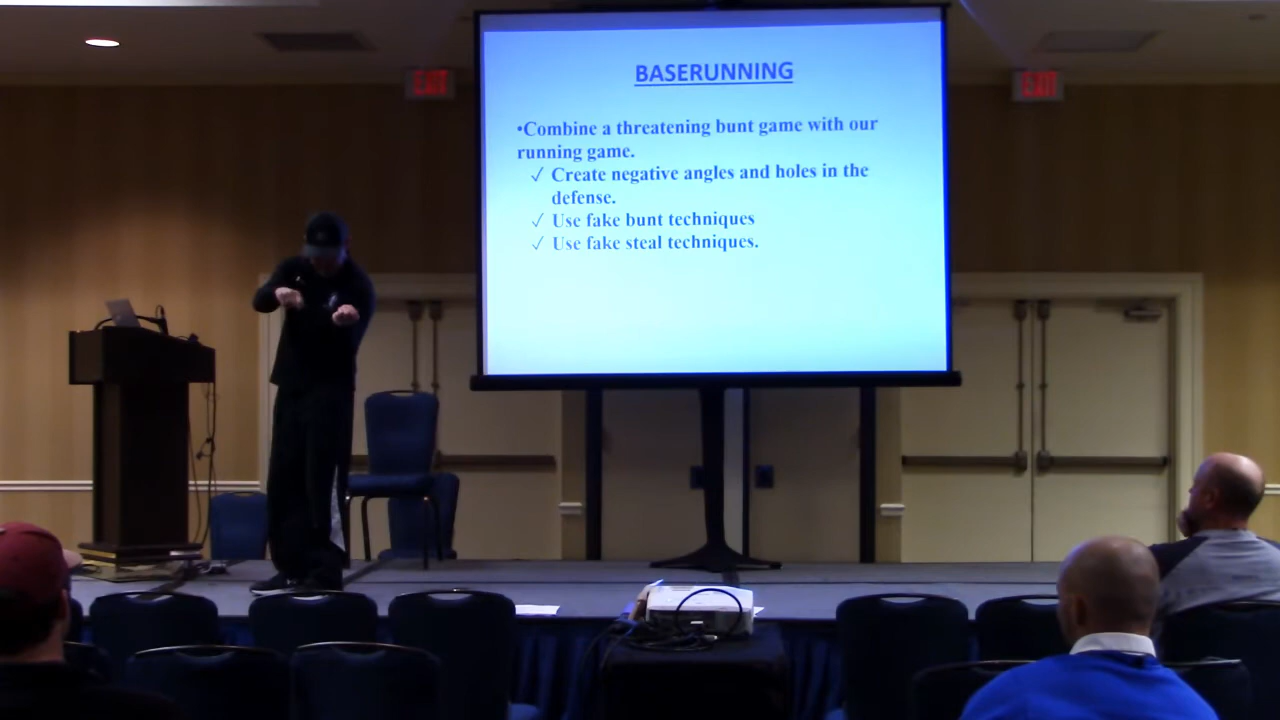 EXIT
EXIT
BASERUNNING
•Combine a threatening bunt game with our
running game.
✓ Create negative angles and holes in the
defense.
✓ Use fake bunt techniques
✓ Use fake steal techniques.